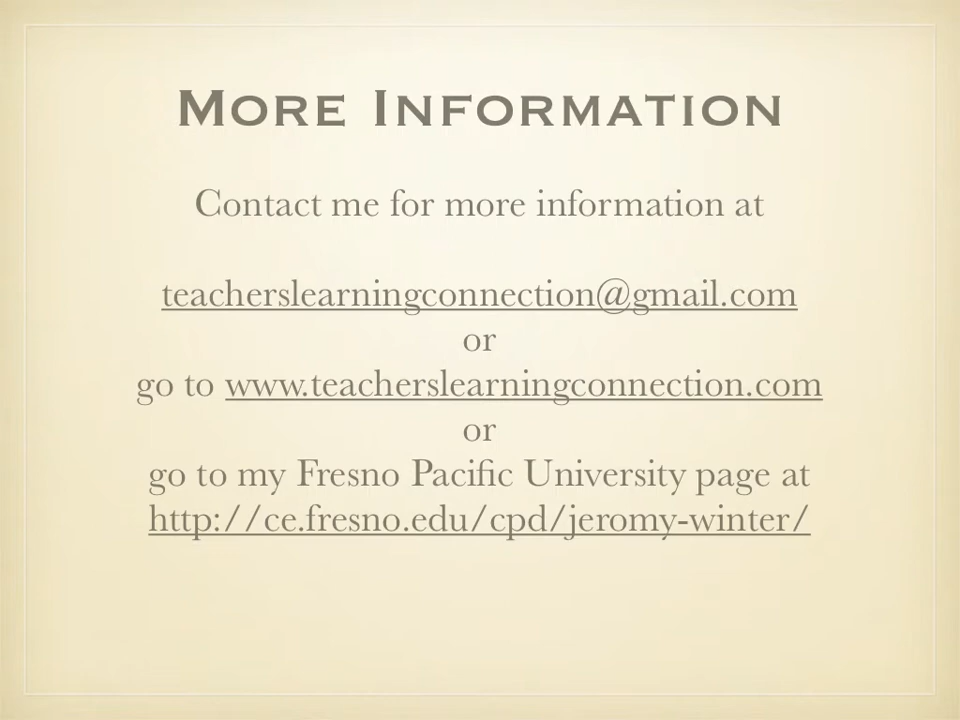 More Information
Contact me for more information at
teacherslearningconnection@gmail.com
or
go to www.teacherslearningconnection.com
or
go to my Fresno Pacific University page at
http://ce.fresno.edu/cpd/jeromy-winter/